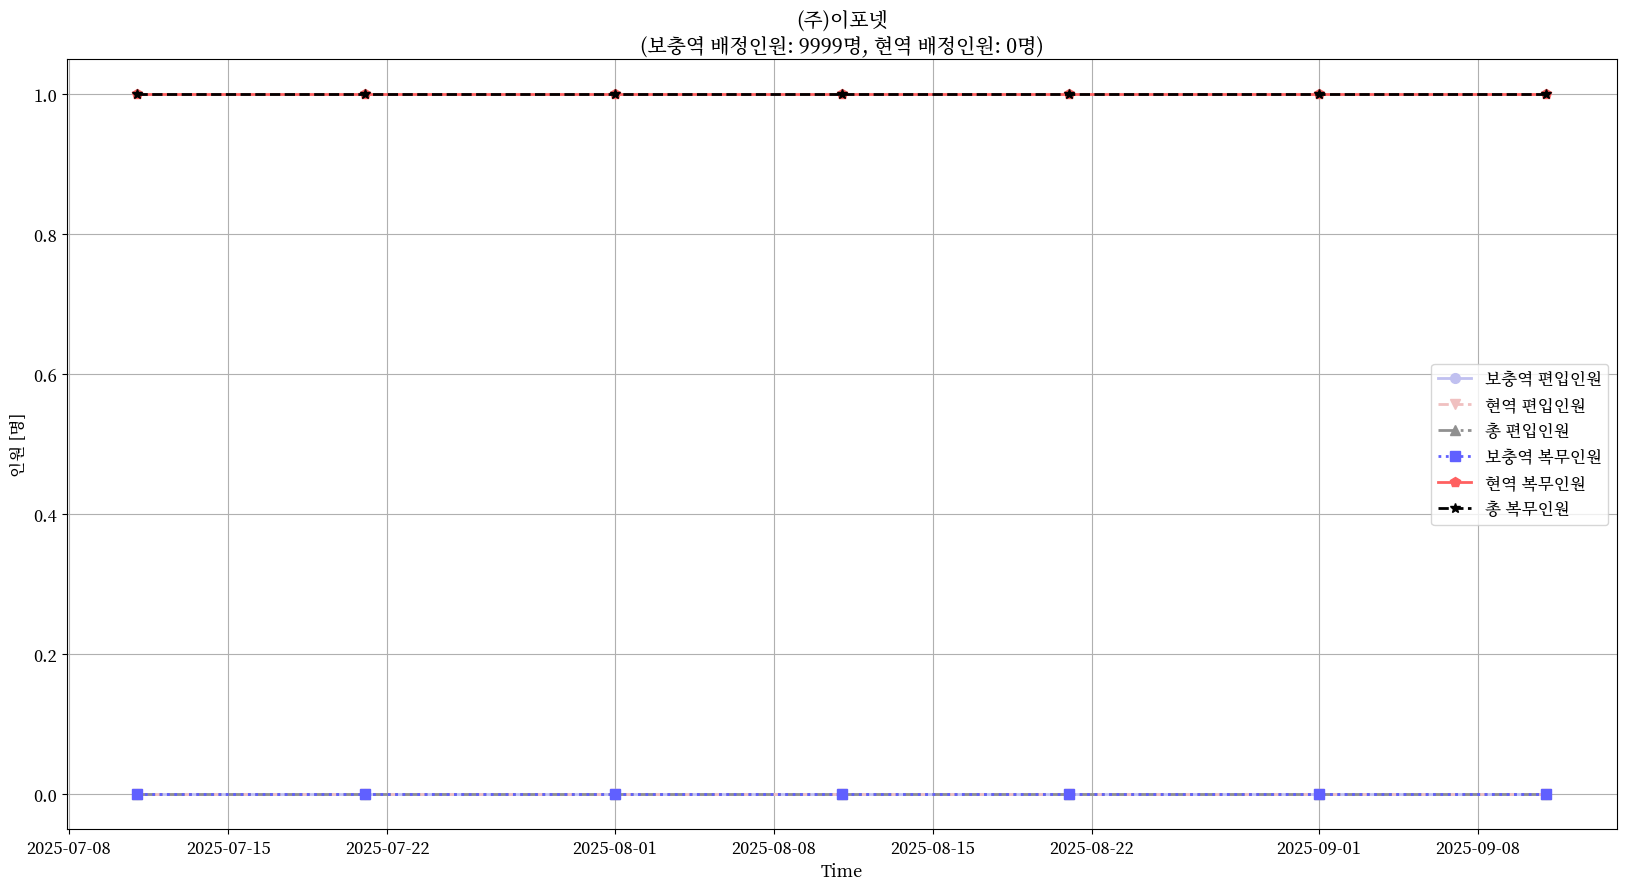 (주)이포넷
(보충역 배정인원: 9999명, 현역 배정인원: 0명)
1.0
0.8
0.6
0.4
0.2
0.0
인원 [명]
보충역 편입인원
현역 편입인원
총 편입인원
보충역 복무인원
현역 복무인원
총 복무인원
2025-07-08 2025-07-15 2025-07-22 2025-08-01 2025-08-08 2025-08-15 2025-08-22 2025-09-01 2025-09-08
Time